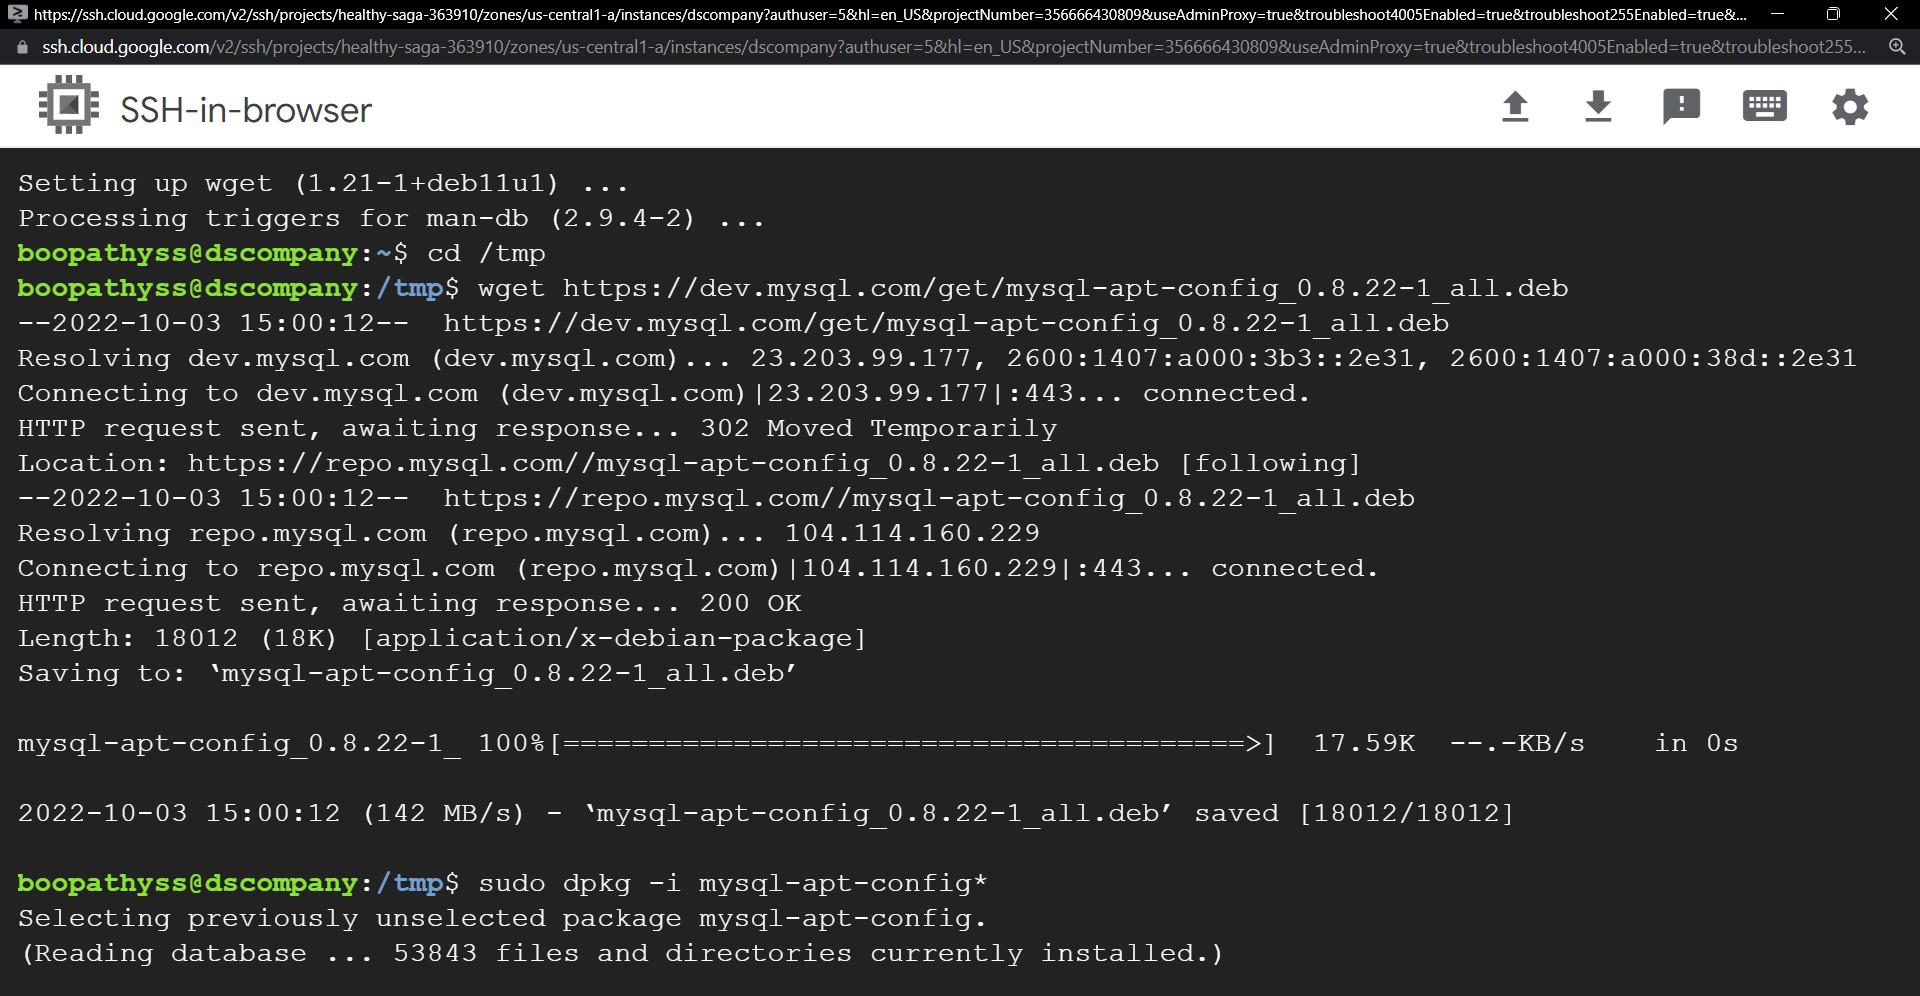 https://ssh.cloud.google.com/v2/ssh/projects/healthy-saga-363910/zones/us-central1-a/instances/dscompany?authuser=5&hl=en_US&projectNumber=356666430809&useAdminProxy=true&troubleshoot4005Enabled=true&troubleshoot255Enabled=true&...
ssh.cloud.google.com/v2/ssh/projects/healthy-saga-363910/zones/us-central1-a/instances/dscompany?authuser=5&hl=en_US&projectNumber=356666430809&useAdminProxy=true&troubleshoot4005Enabled=true&troubleshoot255...
SSH-in-browser
Setting up wget (1.21-1+deb11u1) ...
Processing triggers for man-db (2.9.4-2) ...
boopathyss@dscompany:~$ cd /tmp
boopathyss@dscompany:/tmp$ wget https://dev.mysql.com/get/mysql-apt-config_0.8.22-1_all.deb
--2022-10-03 15:00:12--  https://dev.mysql.com/get/mysql-apt-config_0.8.22-1_all.deb
Resolving dev.mysql.com (dev.mysql.com)... 23.203.99.177, 2600:1407:a000:3b3::2e31, 2600:1407:a000:38d::2e31
Connecting to dev.mysql.com (dev.mysql.com)|23.203.99.177|:443... connected.
HTTP request sent, awaiting response... 302 Moved Temporarily
Location: https://repo.mysql.com//mysql-apt-config_0.8.22-1_all.deb [following]
--2022-10-03 15:00:12--  https://repo.mysql.com//mysql-apt-config_0.8.22-1_all.deb
Resolving repo.mysql.com (repo.mysql.com)... 104.114.160.229
Connecting to repo.mysql.com (repo.mysql.com)|104.114.160.229|:443... connected.
HTTP request sent, awaiting response... 200 OK
Length: 18012 (18K) [application/x-debian-package]
Saving to: ‘mysql-apt-config_0.8.22-1_all.deb’
mysql-apt-config_0.8.22-1_ 100%[========================================>]  17.59K  --.-KB/s    in 0s
2022-10-03 15:00:12 (142 MB/s) - ‘mysql-apt-config_0.8.22-1_all.deb’ saved [18012/18012]
boopathyss@dscompany:/tmp$ sudo dpkg -i mysql-apt-config*
Selecting previously unselected package mysql-apt-config.
(Reading database ... 53843 files and directories currently installed.)